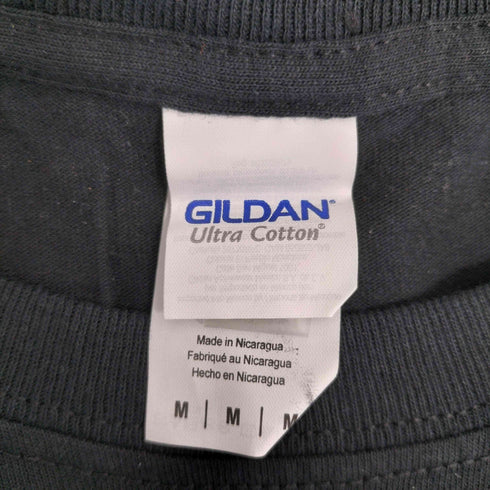 GILDAN®
Ultra Cotton®
Made in Nicaragua
Fabriqué au Nicaragua
Hecho en Nicaragua
M | M | M